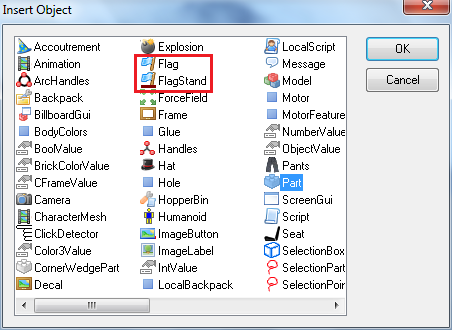 Insert Object
Accoutrement
Animation
ArcHandles
Backpack
BillboardGui
BodyColors
BoolValue
BrickColorValue
CFrameValue
Camera
CharacterMesh
ClickDetector
Color3Value
CornerWedgePart
Decal
Explosion
Flag
FlagStand
ForceField
Frame
Glue
Handles
Hat
Hole
HopperBin
Humanoid
ImageButton
ImageLabel
IntValue
LocalBackpack
LocalScript
Message
Model
Motor
MotorFeature
NumberValue
ObjectValue
Pants
Part
ScreenGui
Script
Seat
SelectionBox
SelectionPart
SelectionPoin
OK
Cancel